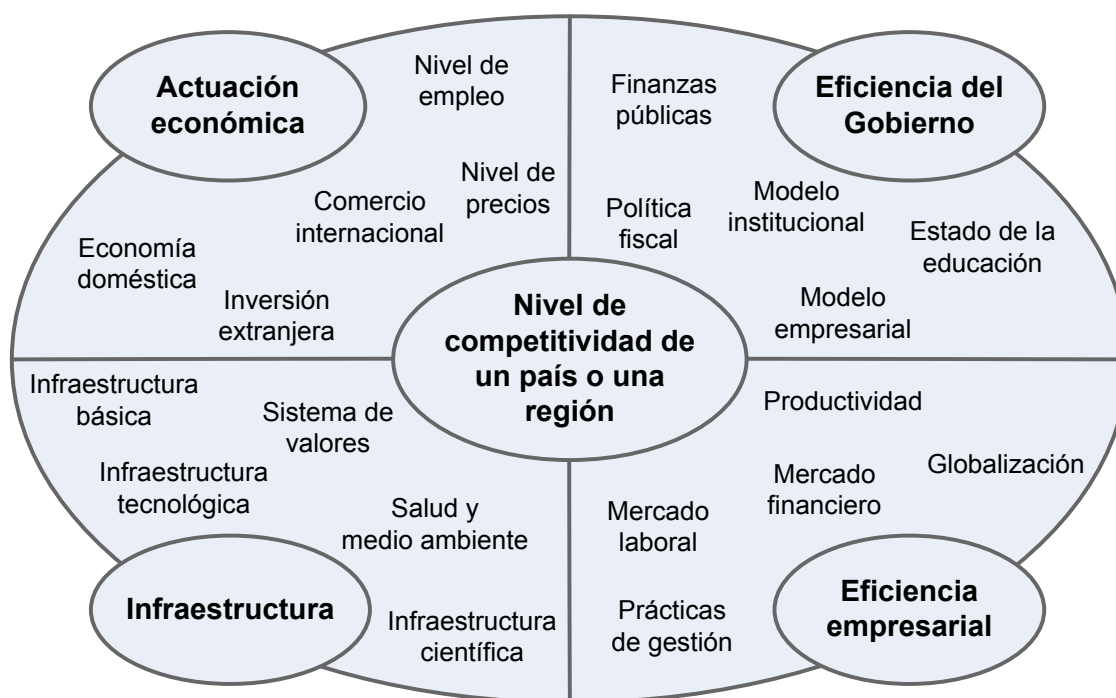 Actuación
económica
Nivel de
empleo
Nivel de
precios
Comercio
internacional
Economía
doméstica
Inversión
extranjera
Finanzas
públicas
Eficiencia del
Gobierno
Política
fiscal
Modelo
institucional
Estado de la
educación
Modelo
empresarial
Nivel de
competitividad de
un país o una
región
Infraestructura
básica
Sistema de
valores
Infraestructura
tecnológica
Salud y
medio ambiente
Infraestructura
Infraestructura
científica
Productividad
Globalización
Mercado
financiero
Mercado
laboral
Prácticas
de gestión
Eficiencia
empresarial